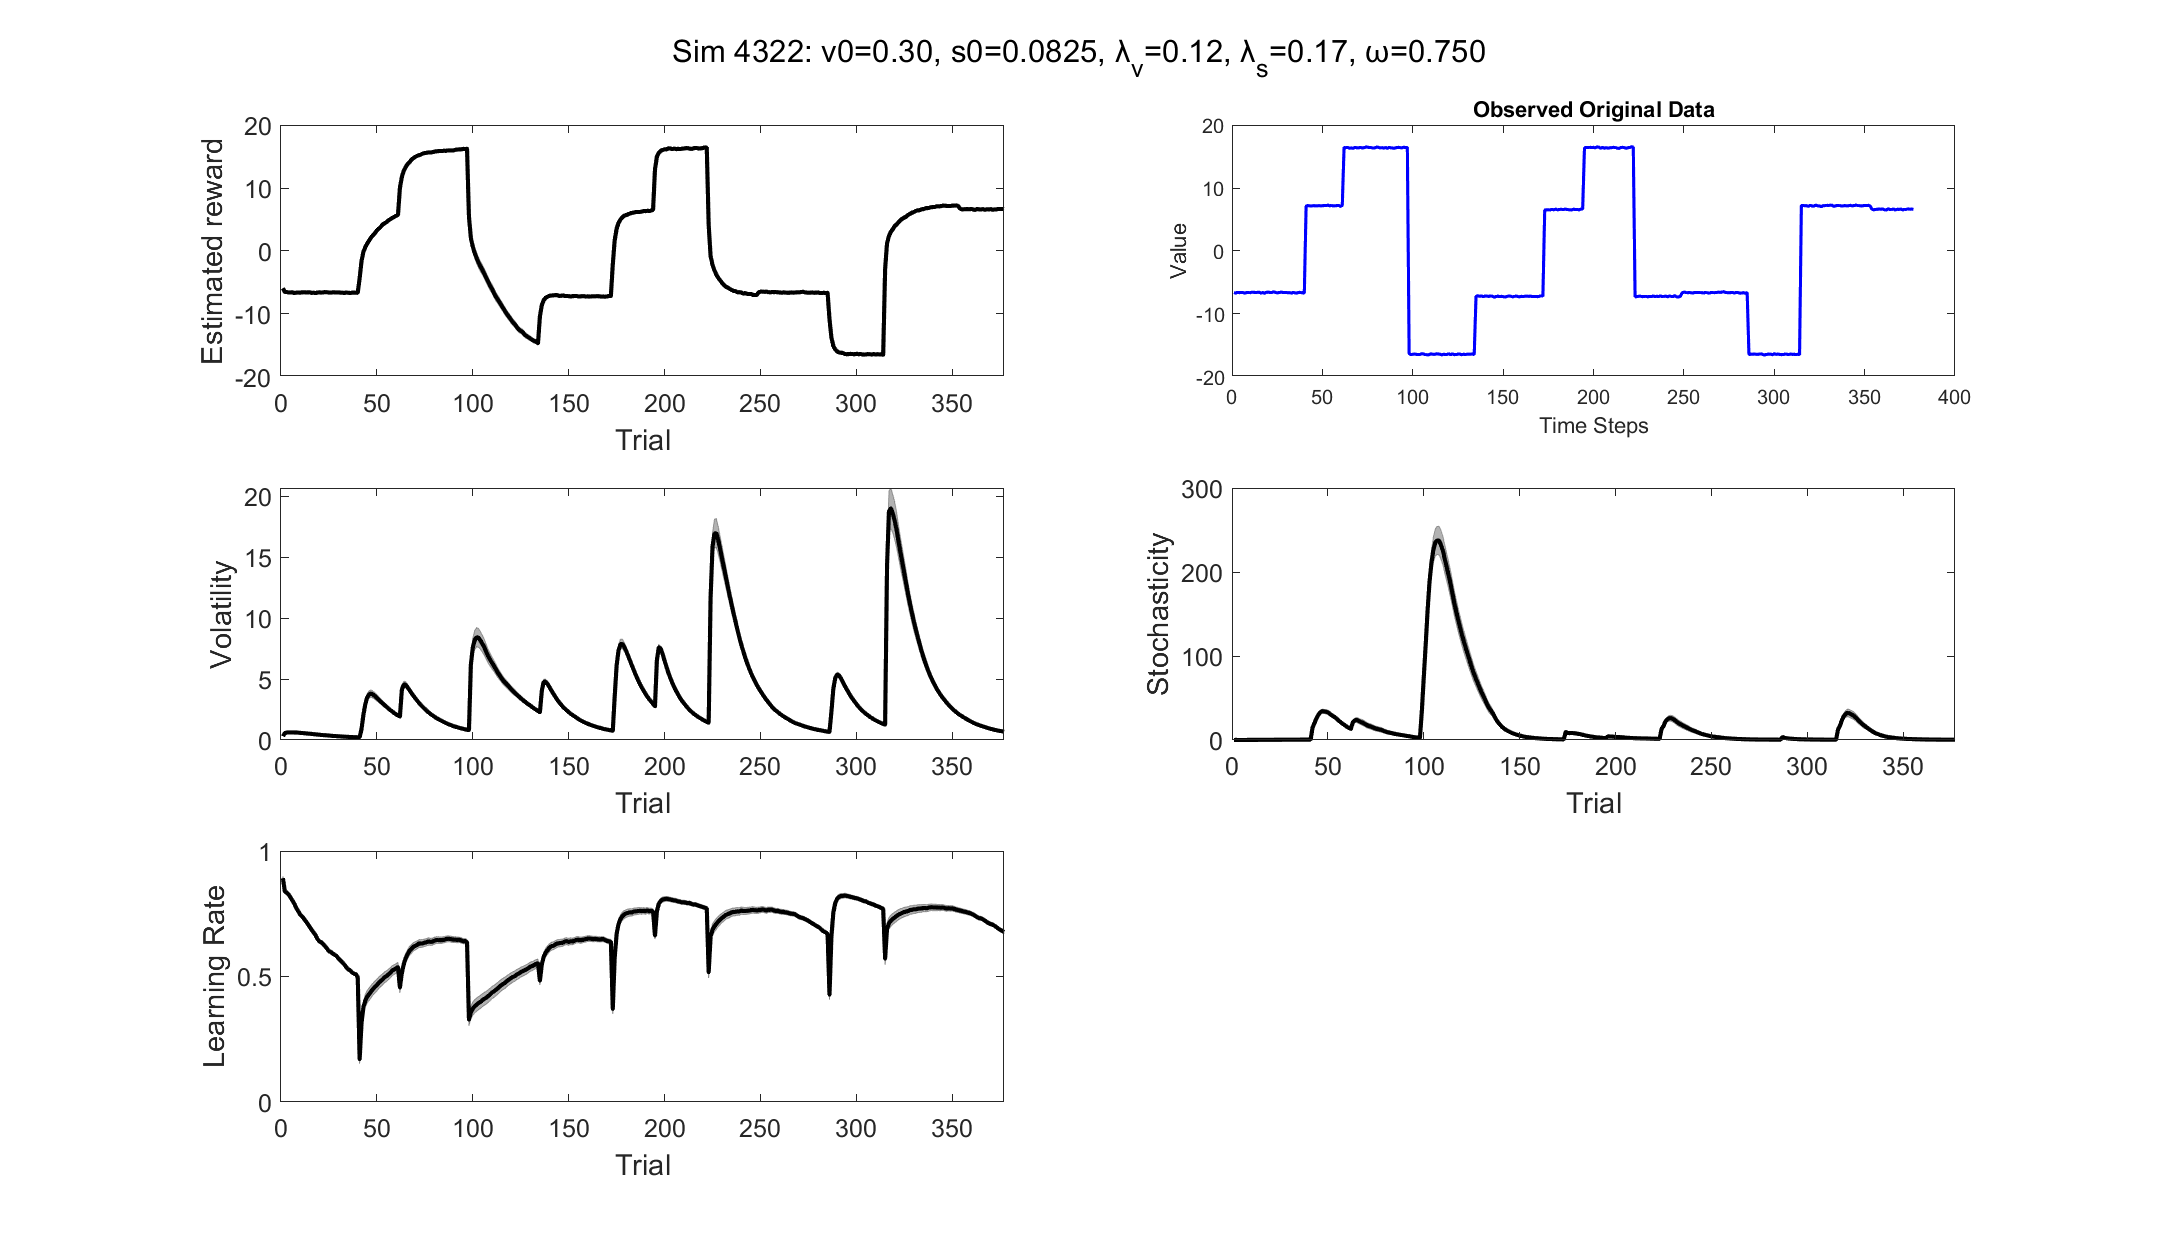 Sim 4322: v0=0.30, s0=0.0825, λ_v=0.12, λ_s=0.17, ω=0.750
Estimated reward
20
10
0
-10
-20
0 50 100 150 200 250 300 350
Trial
Observed Original Data
Value
20
10
0
-10
-20
0 50 100 150 200 250 300 350 400
Time Steps
Volatility
20
15
10
5
0
0 50 100 150 200 250 300 350
Trial
Stochasticity
300
200
100
0
0 50 100 150 200 250 300 350
Trial
Learning Rate
1
0.5
0
0 50 100 150 200 250 300 350
Trial